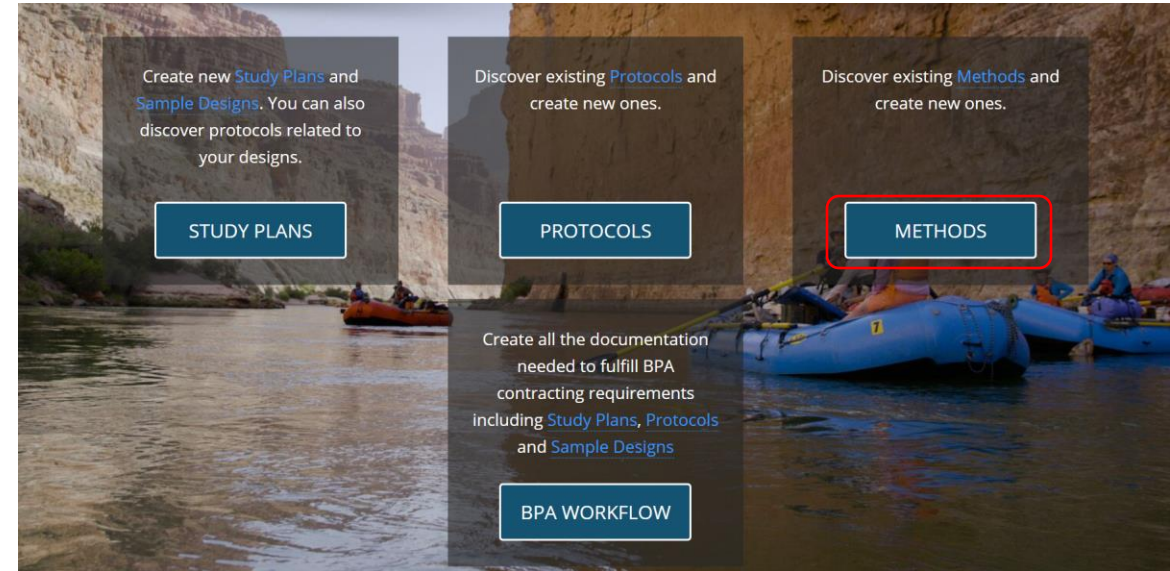 Create new Study Plans and
Sample Designs. You can also
discover protocols related to
your designs.
STUDY PLANS
Discover existing Protocols and
create new ones.
PROTOCOLS
Discover existing Methods and
create new ones.
METHODS
7
Create all the documentation
needed to fulfill BPA
contracting requirements
including Study Plans, Protocols
and Sample Designs
BPA WORKFLOW